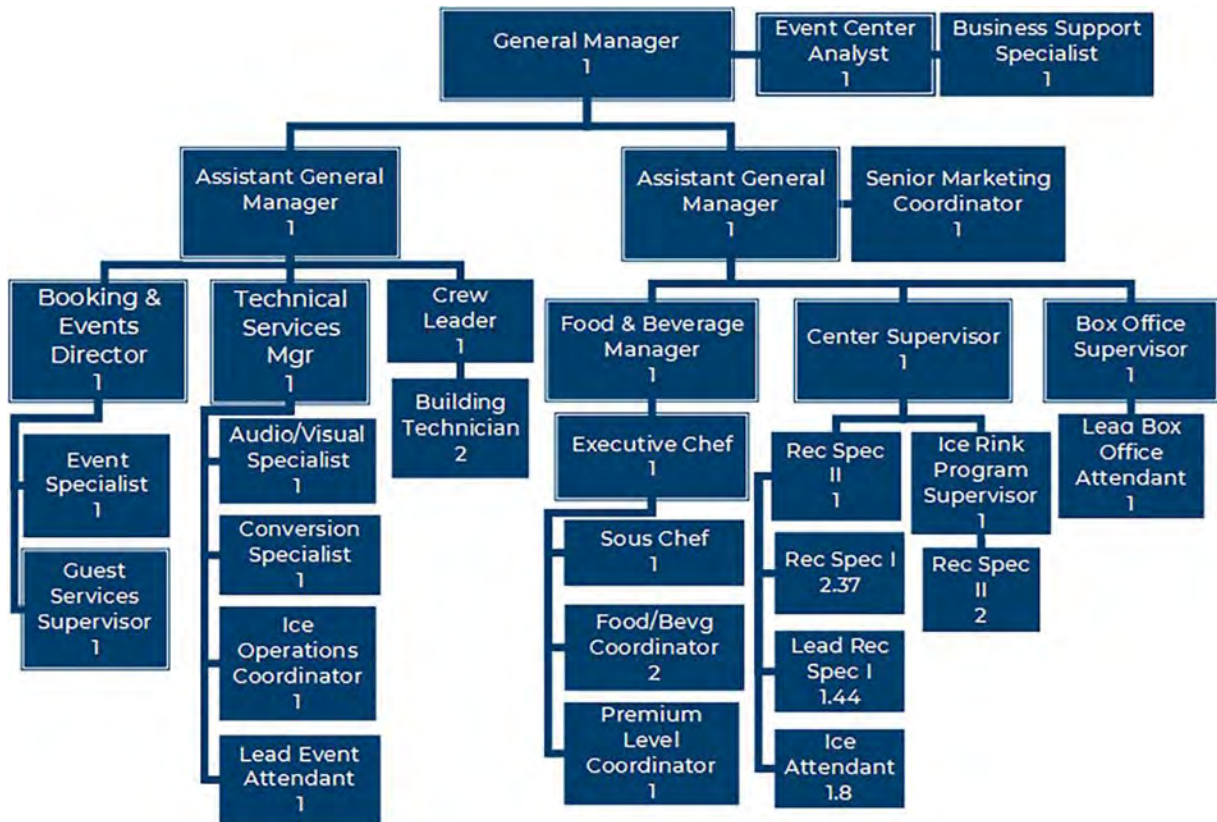 General Manager
1
Event Center
Analyst
1
Business Support
Specialist
1
Assistant General
Manager
1
Assistant General
Manager
1
Senior Marketing
Coordinator
1
Booking &
Events
Director
1
Technical
Services
Mgr
1
Crew
Leader
1
Food & Beverage
Manager
1
Center Supervisor
1
Box Office
Supervisor
1
Event
Specialist
1
Guest
Services
Supervisor
1
Audio/Visual
Specialist
1
Conversion
Specialist
1
Ice
Operations
Coordinator
1
Lead Event
Attendant
1
Building
Technician
2
Executive Chef
1
Sous Chef
1
Food/Bevg
Coordinator
2
Premium
Level
Coordinator
1
Rec Spec
II
1
Rec Spec I
2.37
Lead Rec
Spec I
1.44
Ice
Attendant
1.8
Ice Rink
Program
Supervisor
1
Rec Spec
II
2
Lead Box
Office
Attendant
1